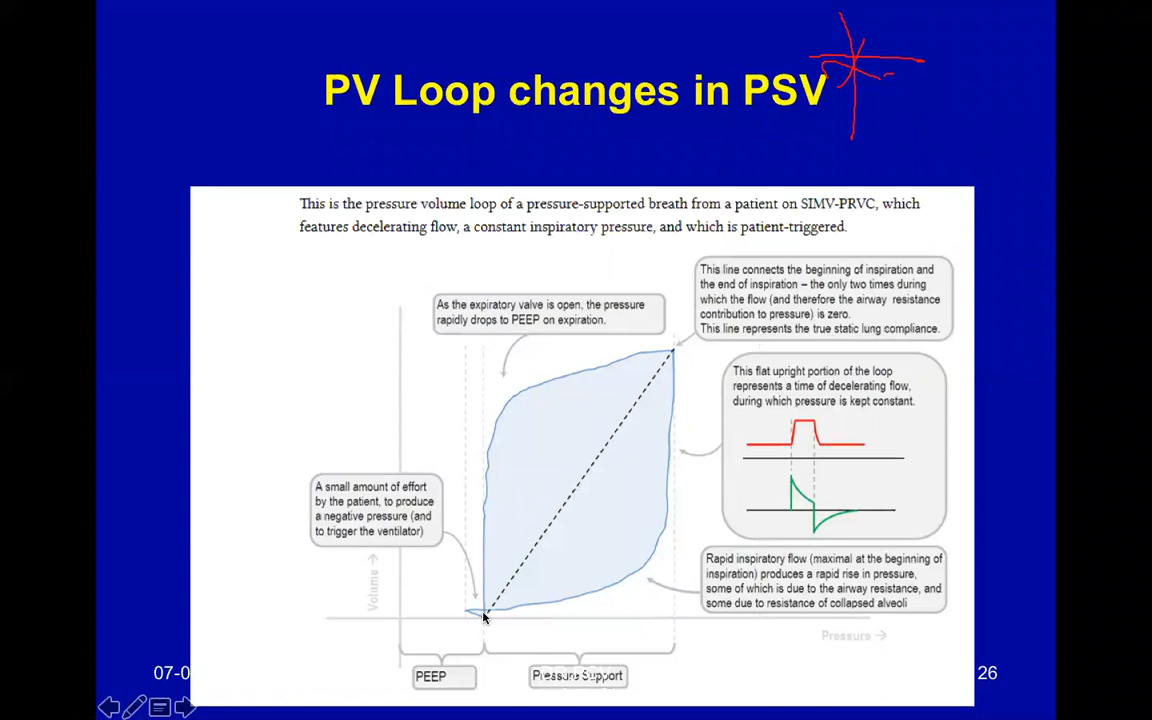 PV Loop changes in PSV
This is the pressure volume loop of a pressure-supported breath from a patient on SIMV-PRVC, which
features decelerating flow, a constant inspiratory pressure, and which is patient-triggered.
This line connects the beginning of inspiration and
the end of inspiration – the only two times during
which the flow (and therefore the airway resistance
contribution to pressure) is zero.
This line represents the true static lung compliance.
As the expiratory valve is open, the pressure
rapidly drops to PEEP on expiration.
This flat upright portion of the loop
represents a time of decelerating flow,
during which pressure is kept constant.
A small amount of effort
by the patient, to produce
a negative pressure (and
to trigger the ventilator)
Rapid inspiratory flow (maximal at the beginning of
inspiration) produces a rapid rise in pressure,
some of which is due to the airway resistance, and
some due to resistance of collapsed alveoli
Volume →
Pressure →
PEEP
Pressure Support
07-0
26